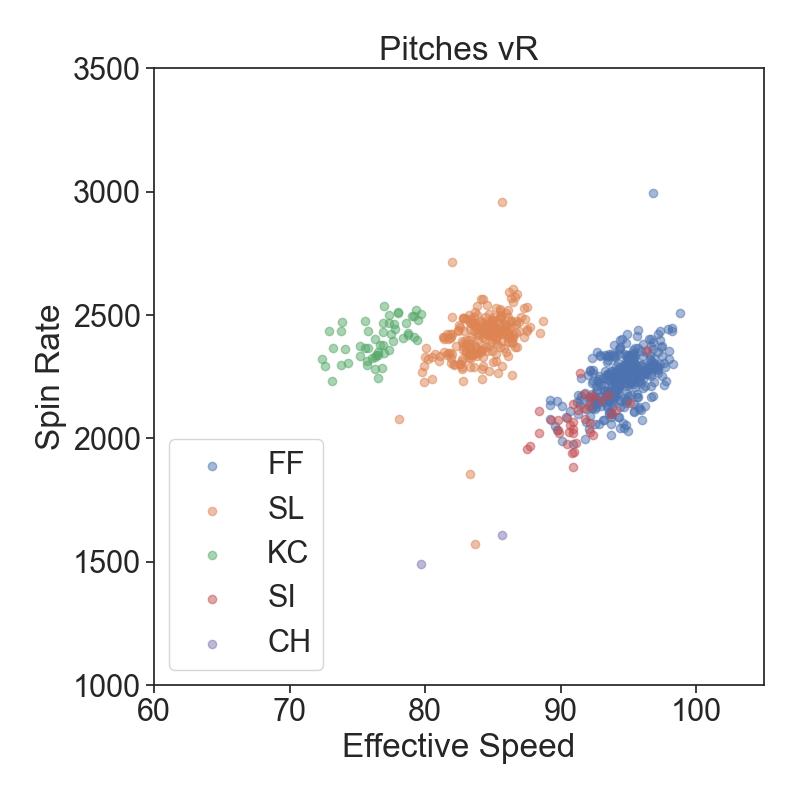 Pitches vR
3500
3000
2500
2000
1500
1000
Spin Rate
FF
SL
KC
SI
CH
60 70 80 90 100
Effective Speed